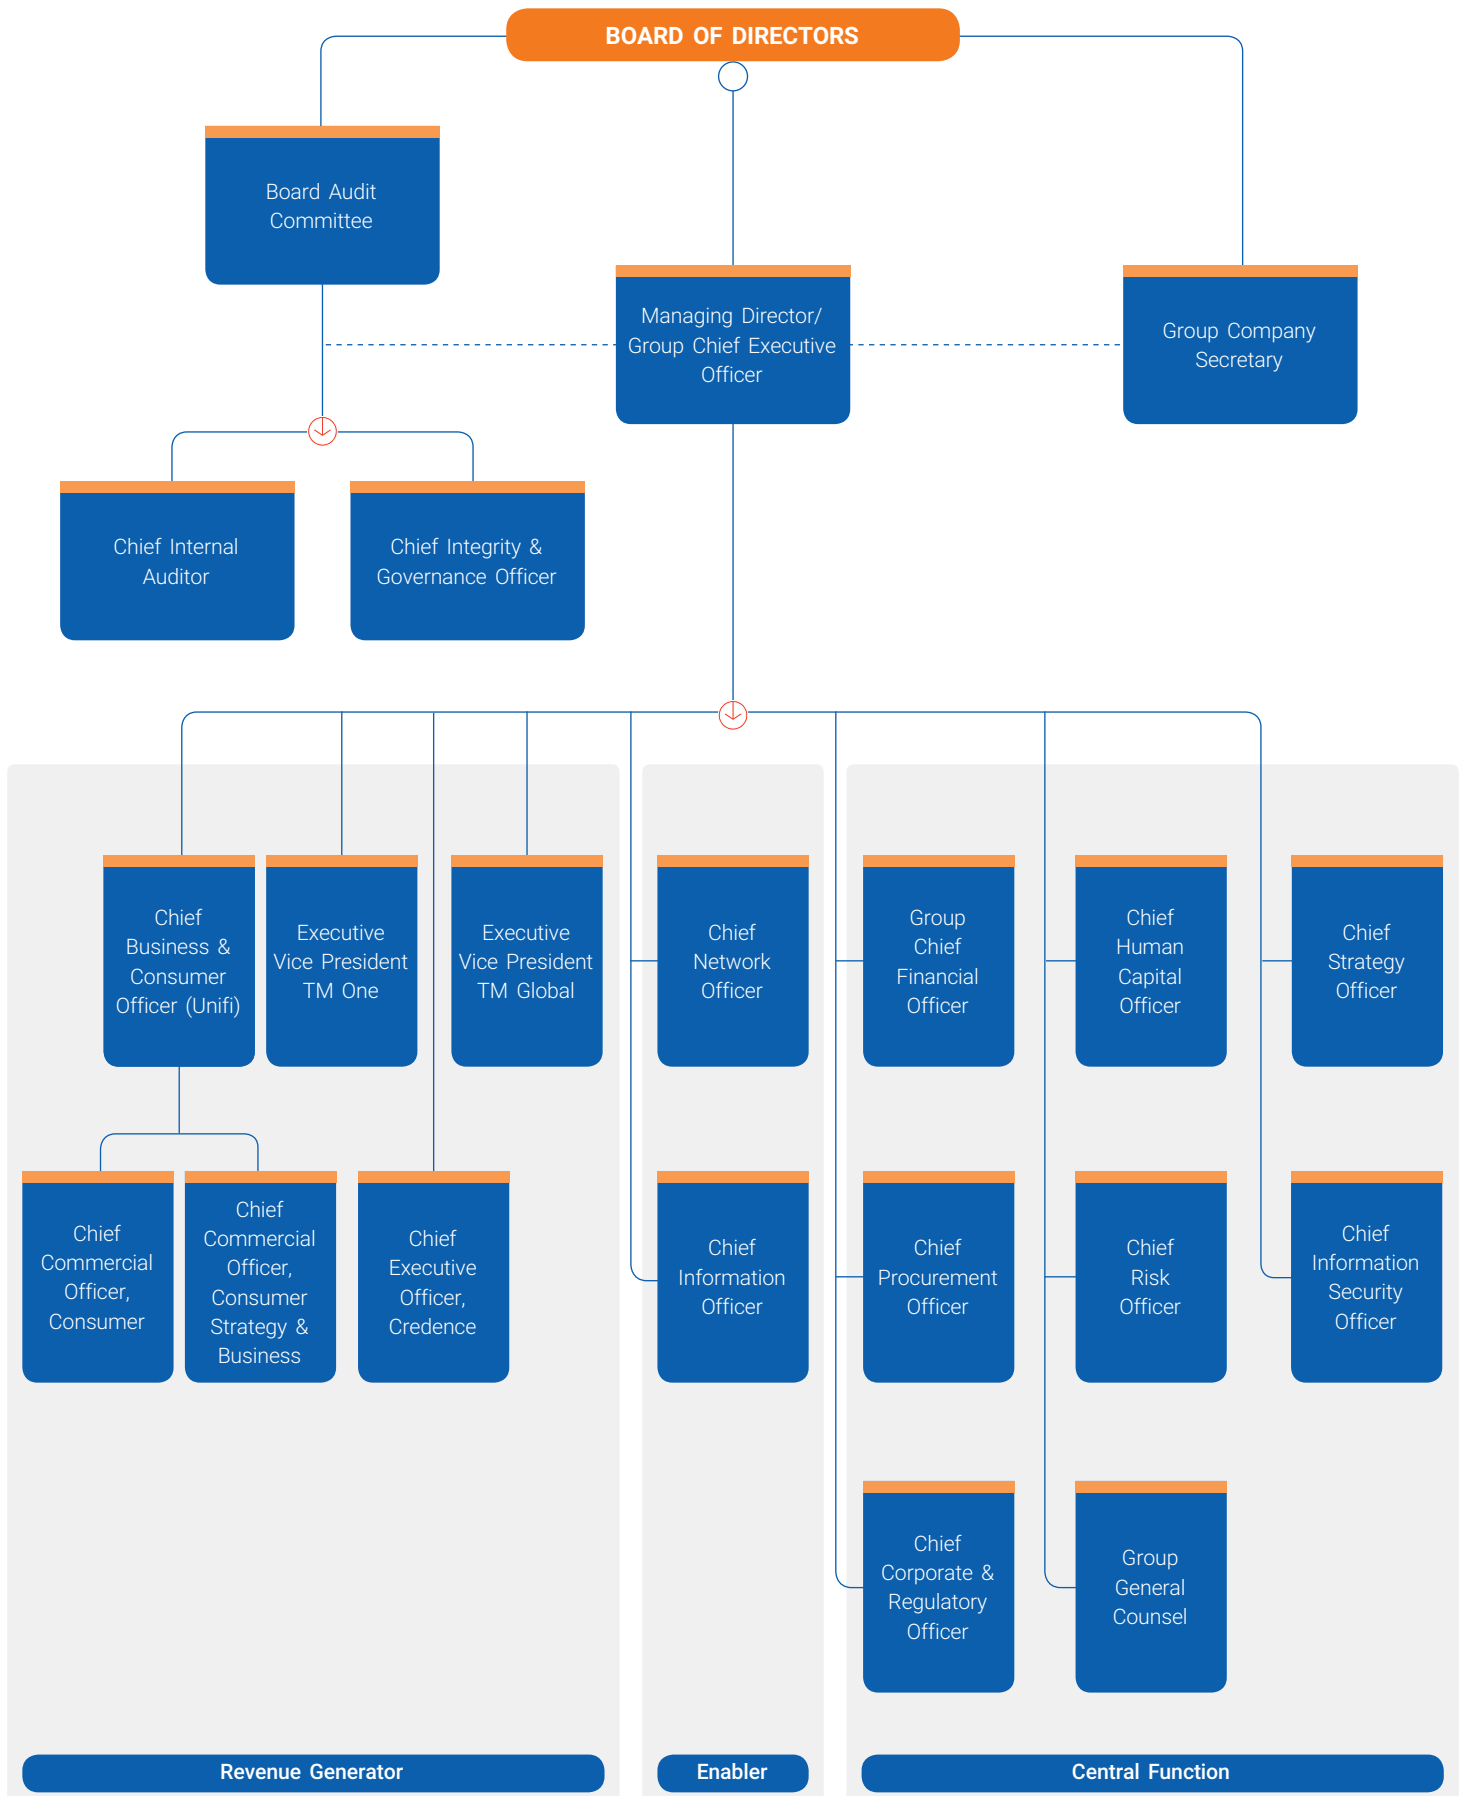 BOARD OF DIRECTORS
Board Audit
Committee
Managing Director/
Group Chief Executive
Officer
Group Company
Secretary
Chief Internal
Auditor
Chief Integrity &
Governance Officer
Chief
Business &
Consumer
Officer (Unifi)
Executive
Vice President
TM One
Executive
Vice President
TM Global
Chief
Network
Officer
Group
Chief
Financial
Officer
Chief
Human
Capital
Officer
Chief
Strategy
Officer
Chief
Commercial
Officer,
Consumer
Chief
Commercial
Officer,
Consumer
Strategy &
Business
Chief
Executive
Officer,
Credence
Chief
Information
Officer
Chief
Procurement
Officer
Chief
Risk
Officer
Chief
Information
Security
Officer
Chief
Corporate &
Regulatory
Officer
Group
General
Counsel
Revenue Generator
Enabler
Central Function